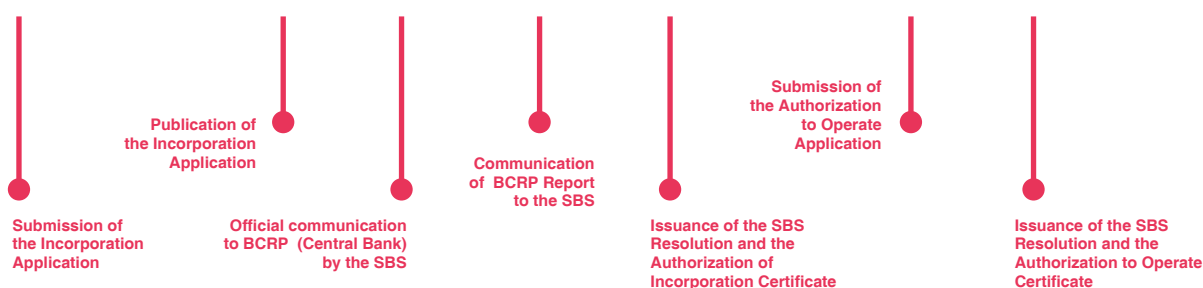 Submission of
the Incorporation
Application
Publication of
the Incorporation
Application
Official communication
to BCRP (Central Bank)
by the SBS
Communication
of BCRP Report
to the SBS
Issuance of the SBS
Resolution and the
Authorization of
Incorporation Certificate
Submission of
the Authorization
to Operate
Application
Issuance of the SBS
Resolution and the
Authorization to Operate
Certificate